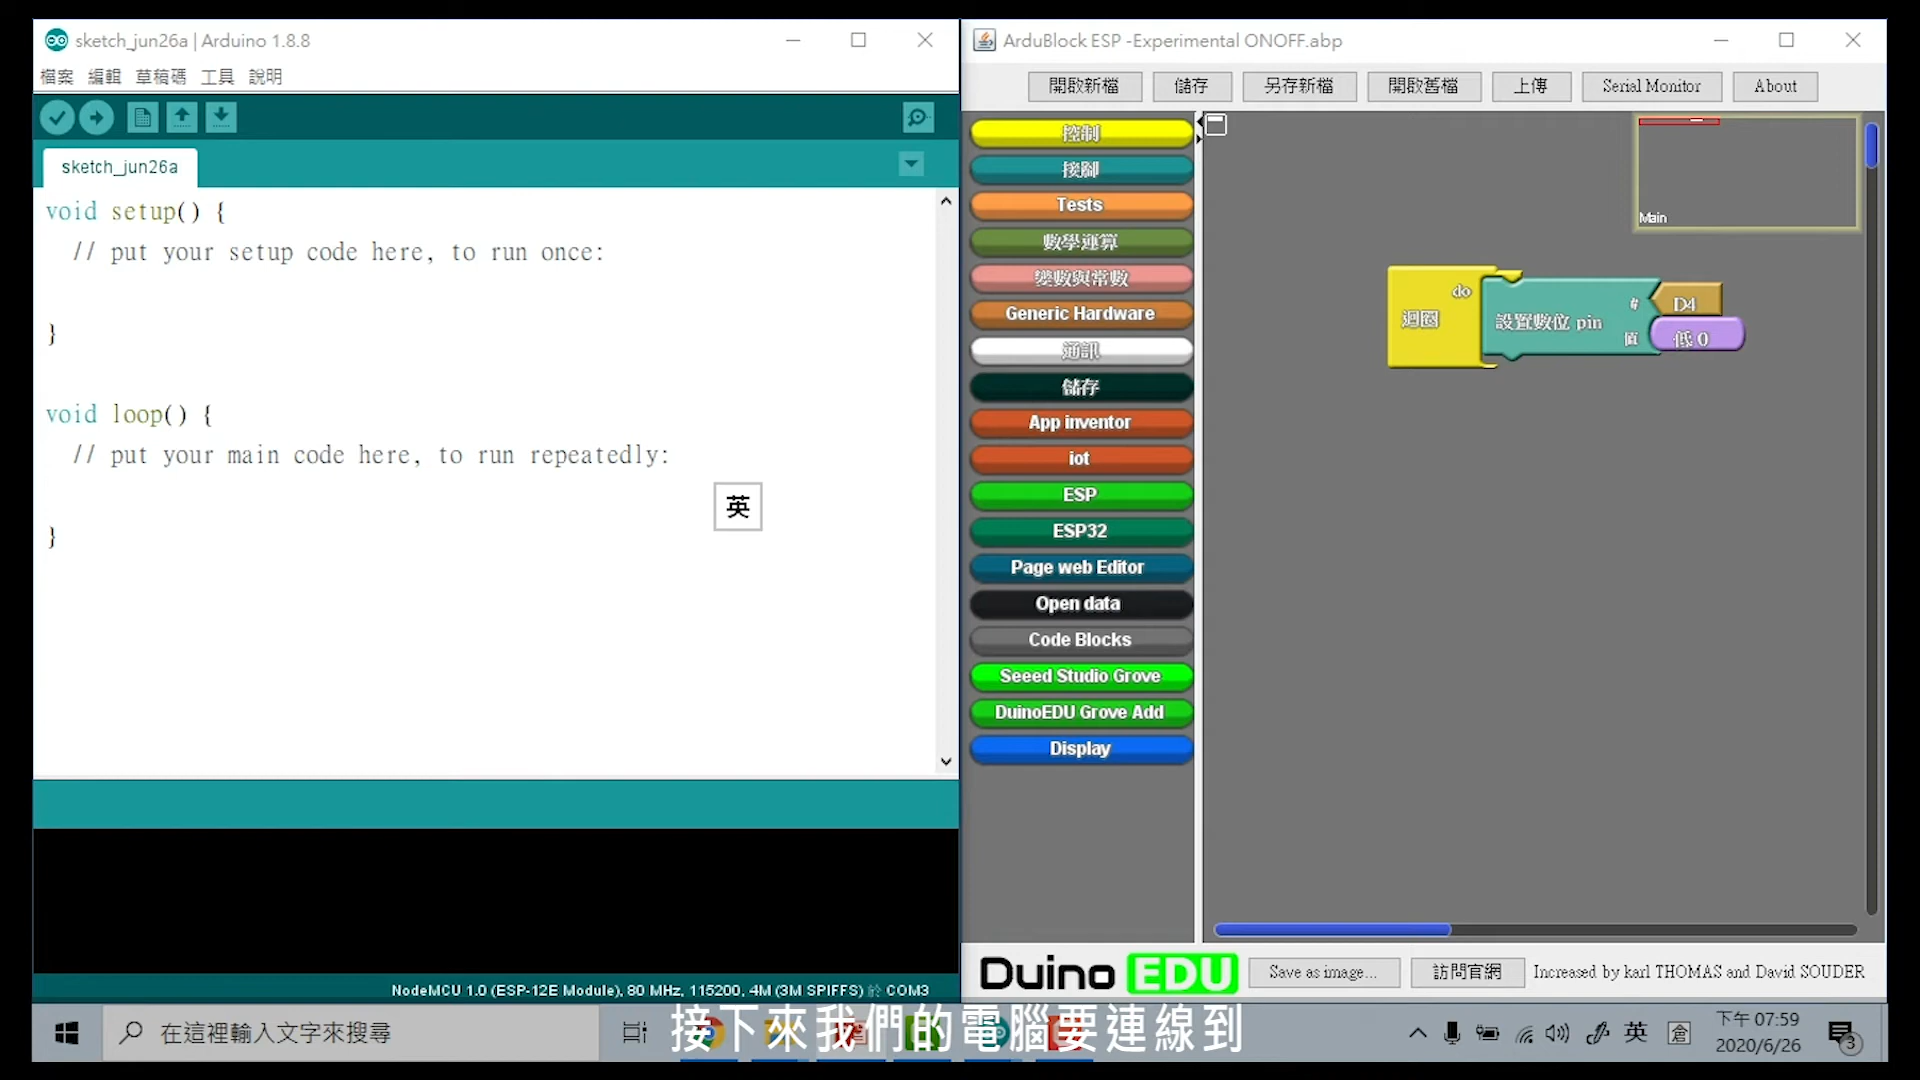 sketch_jun26a | Arduino 1.8.8
檔案 編輯 草稿碼 工具 說明
sketch_jun26a
void setup() {
// put your setup code here, to run once:
}
void loop() {
// put your main code here, to run repeatedly:
}
英
NodeMCU 1.0 (ESP-12E Module), 80 MHz, 115200, 4M (3M SPIFFS) 於 COM3
ArduBlock ESP -Experimental ONOFF.abp
開啟新檔 儲存 另存新檔 開啟舊檔 上傳 Serial Monitor About
控制
接腳
Tests
數學運算
變數與常數
Generic Hardware
通訊
儲存
App inventor
iot
ESP
ESP32
Page web Editor
Open data
Code Blocks
Seeed Studio Grove
DuinoEDU Grove Add
Display
Main
do
迴圈
設置數位 pin
# D4
值 低 0
Duino EDU
Save as image...
訪問官網
Increased by karl THOMAS and David SOUDER
在這裡輸入文字來搜尋
接下來我們的電腦要連線到
英 倉
下午 07:59
2020/6/26
3